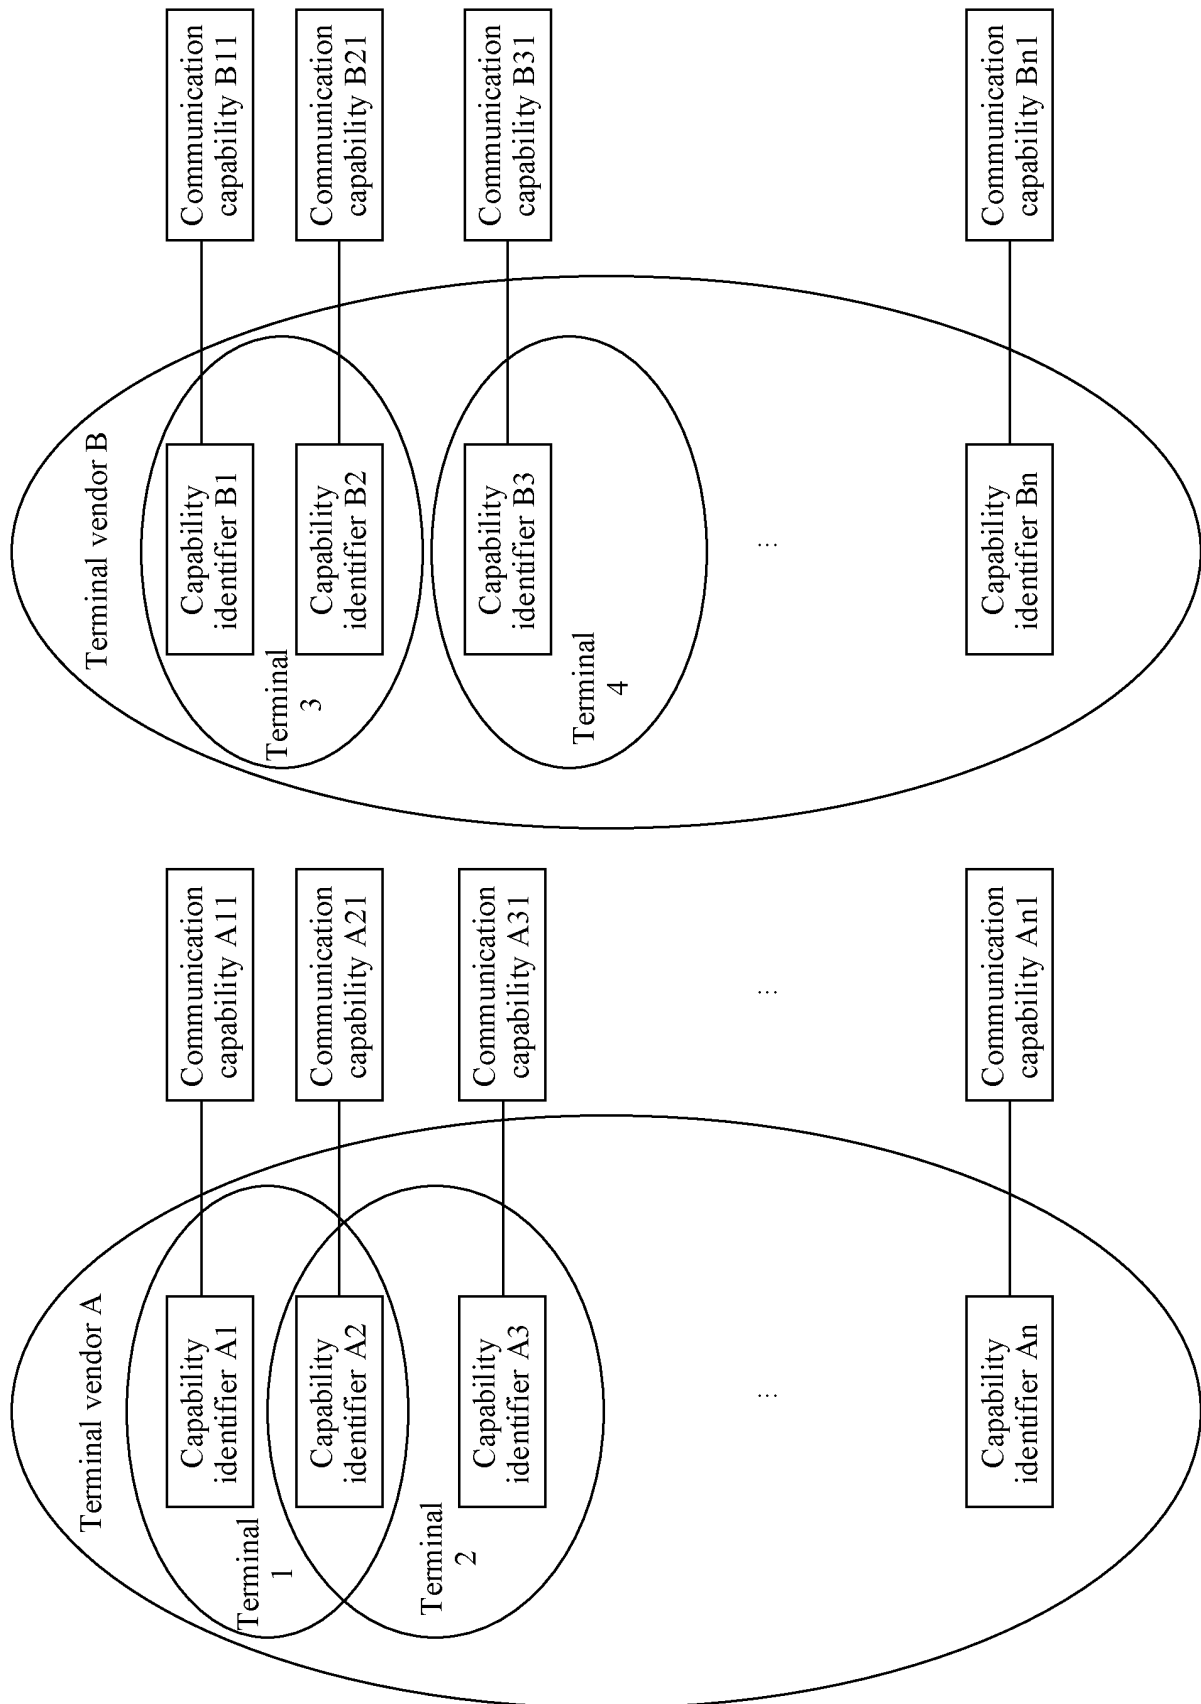 Terminal vendor A
Terminal
1
Capability
identifier A1
Communication
capability A11
Capability
identifier A2
Communication
capability A21
Terminal
2
Capability
identifier A3
Communication
capability A31
...
...
Capability
identifier An
Communication
capability An1
Terminal vendor B
Terminal
3
Capability
identifier B1
Communication
capability B11
Capability
identifier B2
Communication
capability B21
Terminal
4
Capability
identifier B3
Communication
capability B31
...
Capability
identifier Bn
Communication
capability Bn1